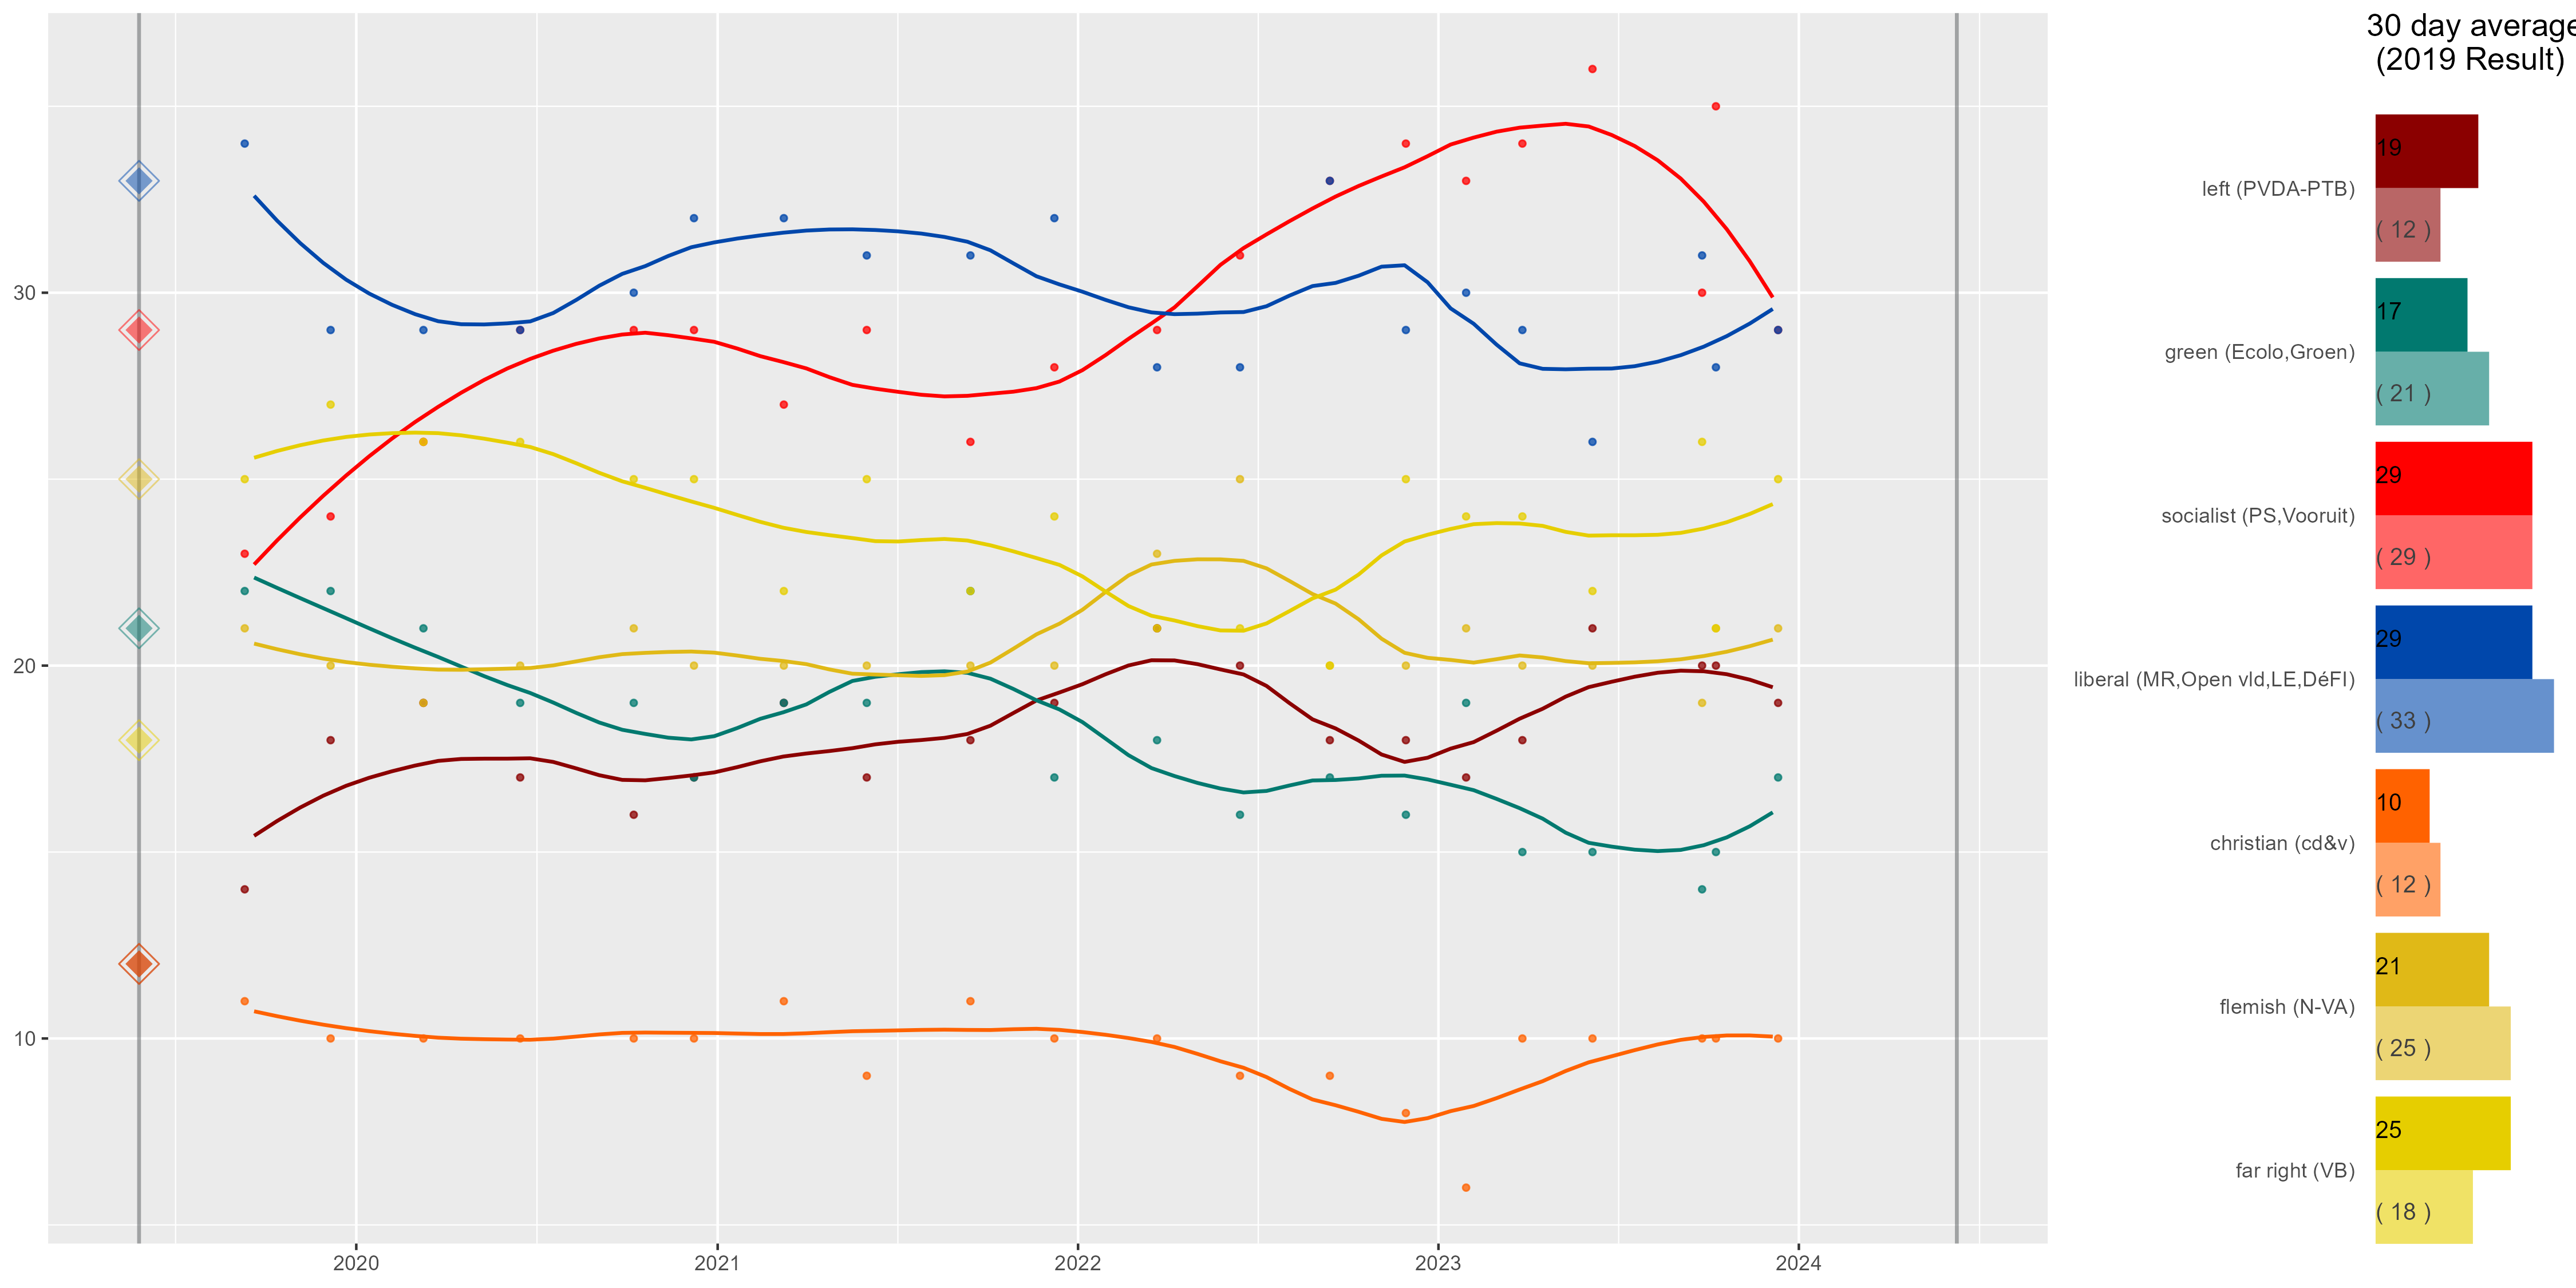 30 day average
(2019 Result)
30
20
10
2020
2021
2022
2023
2024
left (PVDA-PTB)
19
( 12 )
green (Ecolo,Groen)
17
( 21 )
socialist (PS,Vooruit)
29
( 29 )
liberal (MR,Open vld,LE,DéFI)
29
( 33 )
christian (cd&v)
10
( 12 )
flemish (N-VA)
21
( 25 )
far right (VB)
25
( 18 )